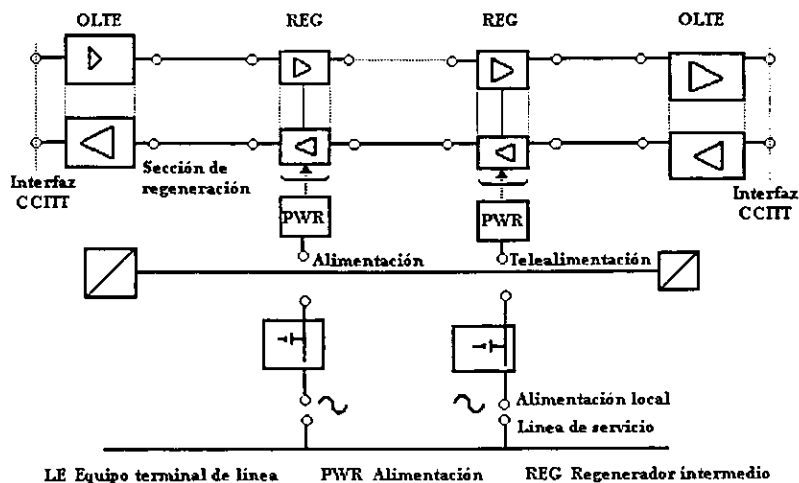 OLTE REG REG OLTE
Interfaz
CCITT
Sección de
regeneración
Interfaz
CCITT
PWR PWR
Alimentación Telealimentación
Alimentación local
Linea de servicio
LE Equipo terminal de línea PWR Alimentación REG Regenerador intermedio